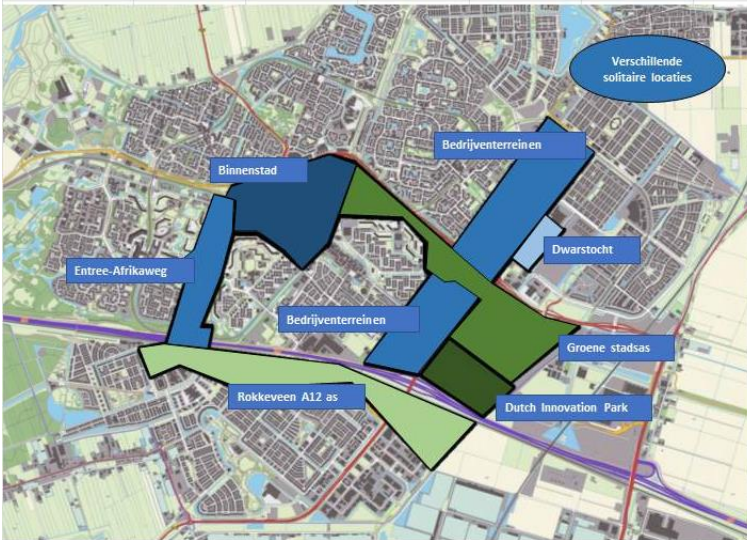 Verschillende
solitaire locaties
Bedrijventerreinen
Binnenstad
Dwarstocht
Entree-Afrikaweg
Bedrijventerreinen
Groene stadsas
Rokkeveen A12 as
Dutch Innovation Park